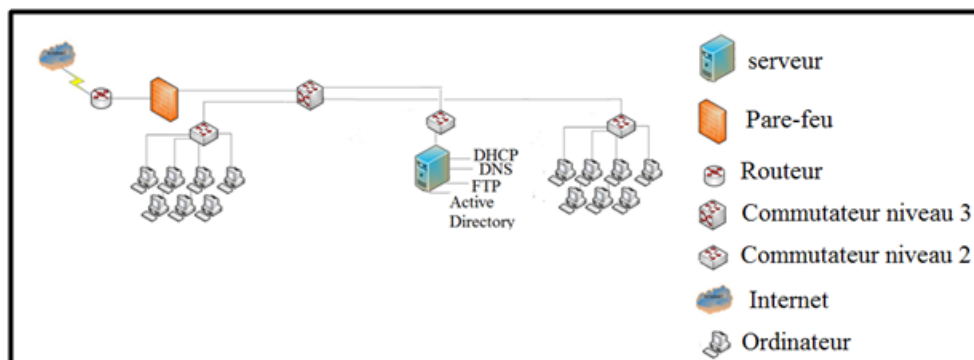 DHCP
DNS
FTP
Active
Directory
serveur
Pare-feu
Routeur
Commutateur niveau 3
Commutateur niveau 2
Internet
Ordinateur